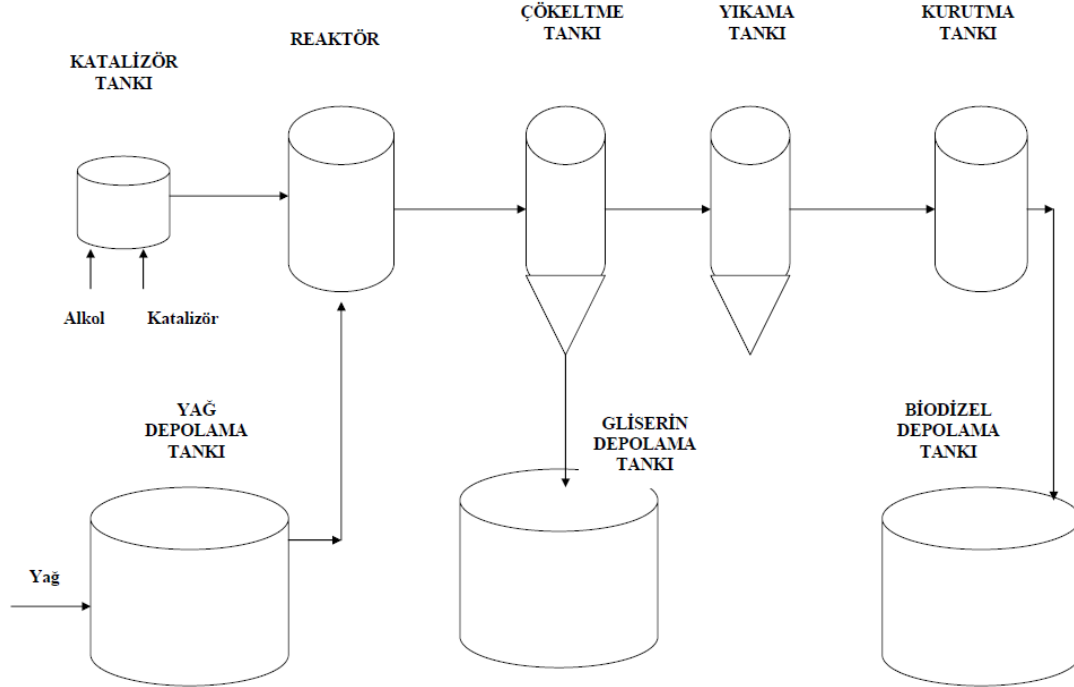 KATALİZÖR
TANKI
REAKTÖR
ÇÖKELTME
TANKI
YIKAMA
TANKI
KURUTMA
TANKI
Alkol
Katalizör
YAĞ
DEPOLAMA
TANKI
GLİSERİN
DEPOLAMA
TANKI
BİODİZEL
DEPOLAMA
TANKI
Yağ